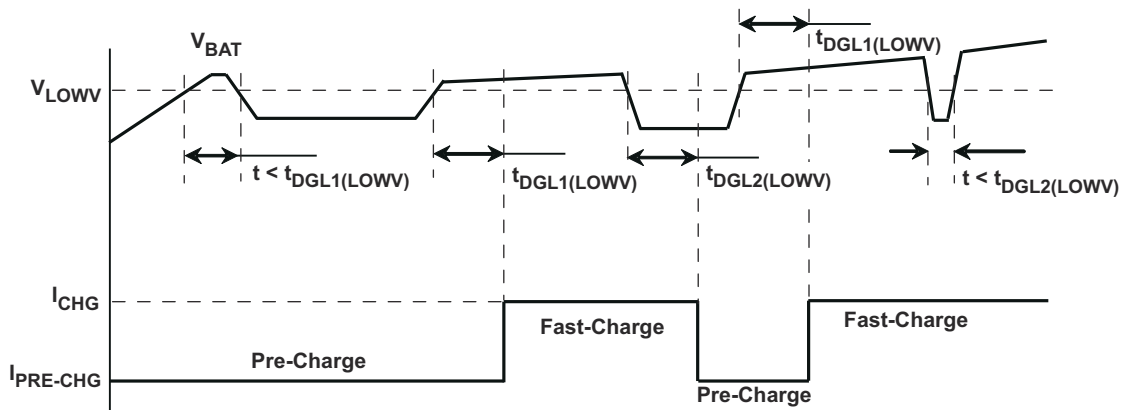 t_DGL1(LOWV)
V_BAT
V_LOWV
t < t_DGL1(LOWV)
t_DGL1(LOWV)
t_DGL2(LOWV)
t < t_DGL2(LOWV)
I_CHG
Fast-Charge
Fast-Charge
Pre-Charge
I_PRE-CHG
Pre-Charge